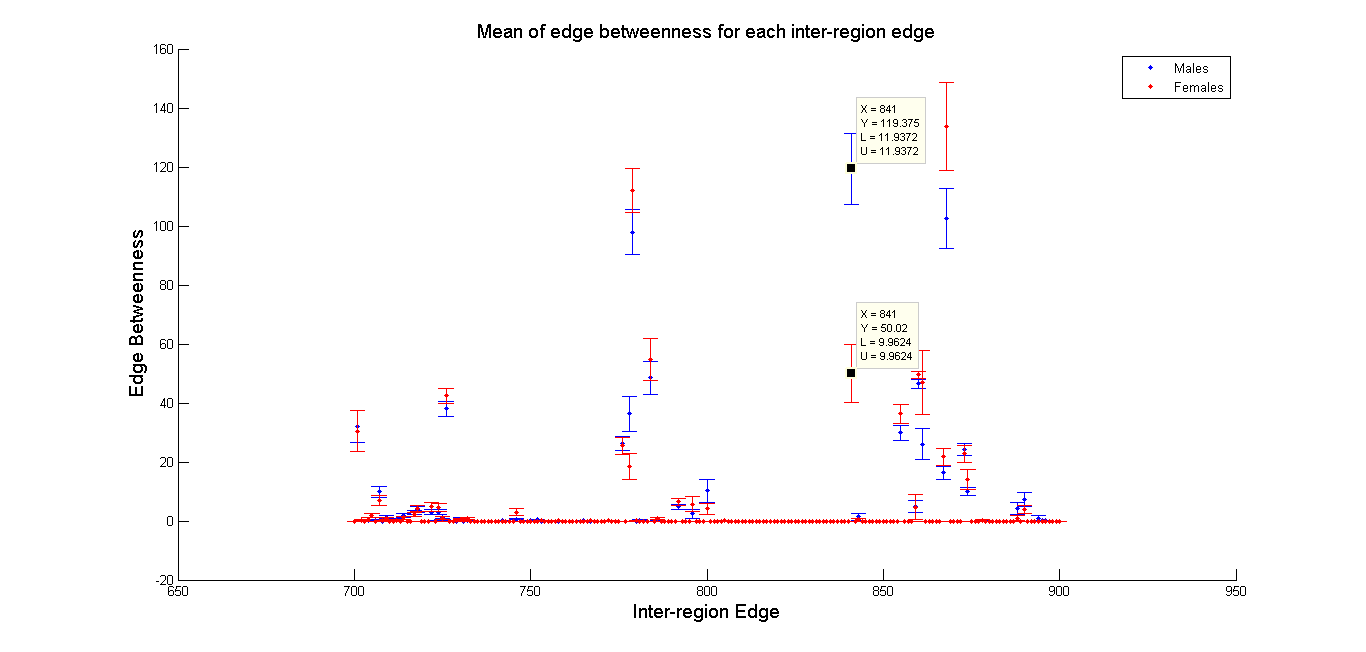 Mean of edge betweenness for each inter-region edge
Males
Females
Edge Betweenness
160
140
120
100
80
60
40
20
0
-20
X = 841
Y = 119.375
L = 11.9372
U = 11.9372
X = 841
Y = 50.02
L = 9.9624
U = 9.9624
650
700
750
800
850
900
950
Inter-region Edge